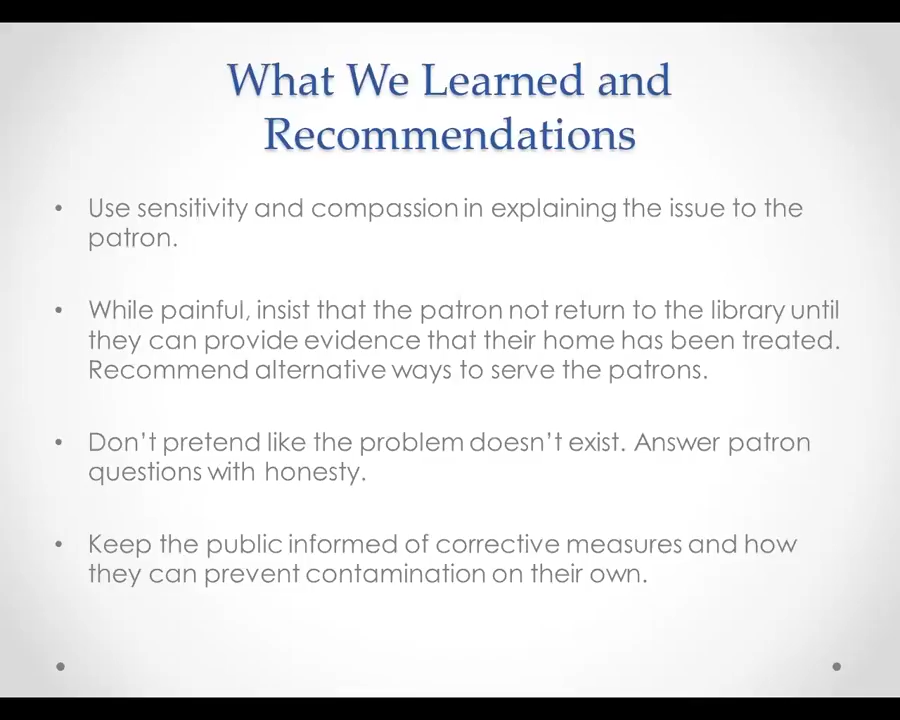 What We Learned and
Recommendations
• Use sensitivity and compassion in explaining the issue to the
patron.
• While painful, insist that the patron not return to the library until
they can provide evidence that their home has been treated.
Recommend alternative ways to serve the patrons.
• Don’t pretend like the problem doesn’t exist. Answer patron
questions with honesty.
• Keep the public informed of corrective measures and how
they can prevent contamination on their own.